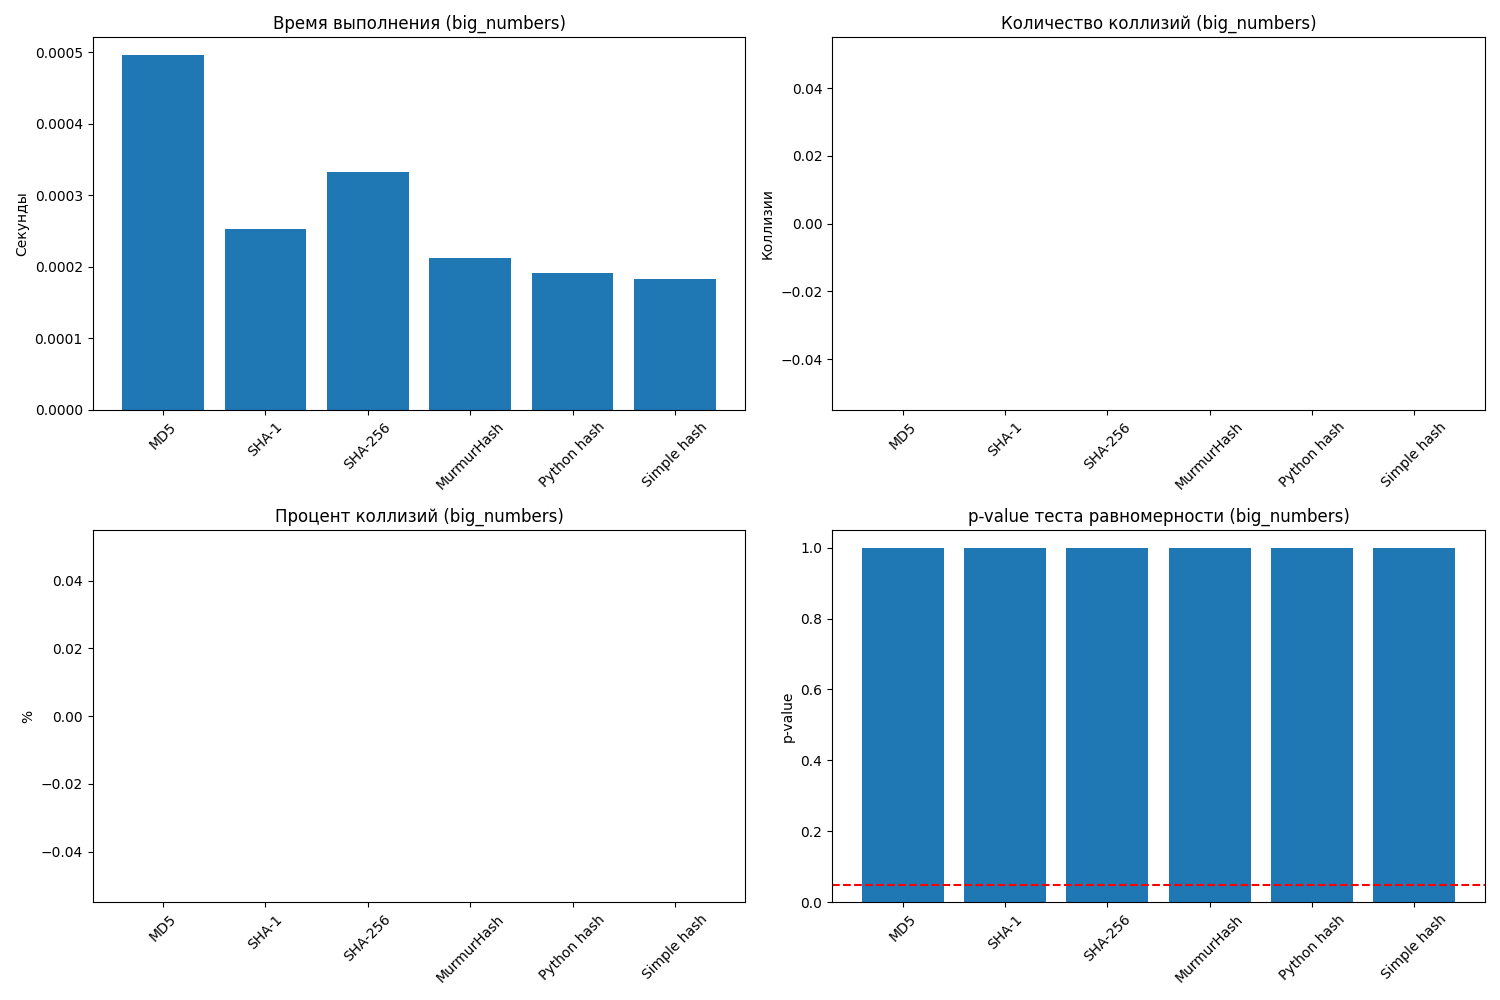 Время выполнения (big_numbers)
Секунды
0.0005
0.0004
0.0003
0.0002
0.0001
0.0000
MD5
SHA-1
SHA-256
MurmurHash
Python hash
Simple hash
Количество коллизий (big_numbers)
Коллизии
0.04
0.02
0.00
−0.02
−0.04
MD5
SHA-1
SHA-256
MurmurHash
Python hash
Simple hash
Процент коллизий (big_numbers)
%
0.04
0.02
0.00
−0.02
−0.04
MD5
SHA-1
SHA-256
MurmurHash
Python hash
Simple hash
p-value теста равномерности (big_numbers)
p-value
1.0
0.8
0.6
0.4
0.2
0.0
MD5
SHA-1
SHA-256
MurmurHash
Python hash
Simple hash